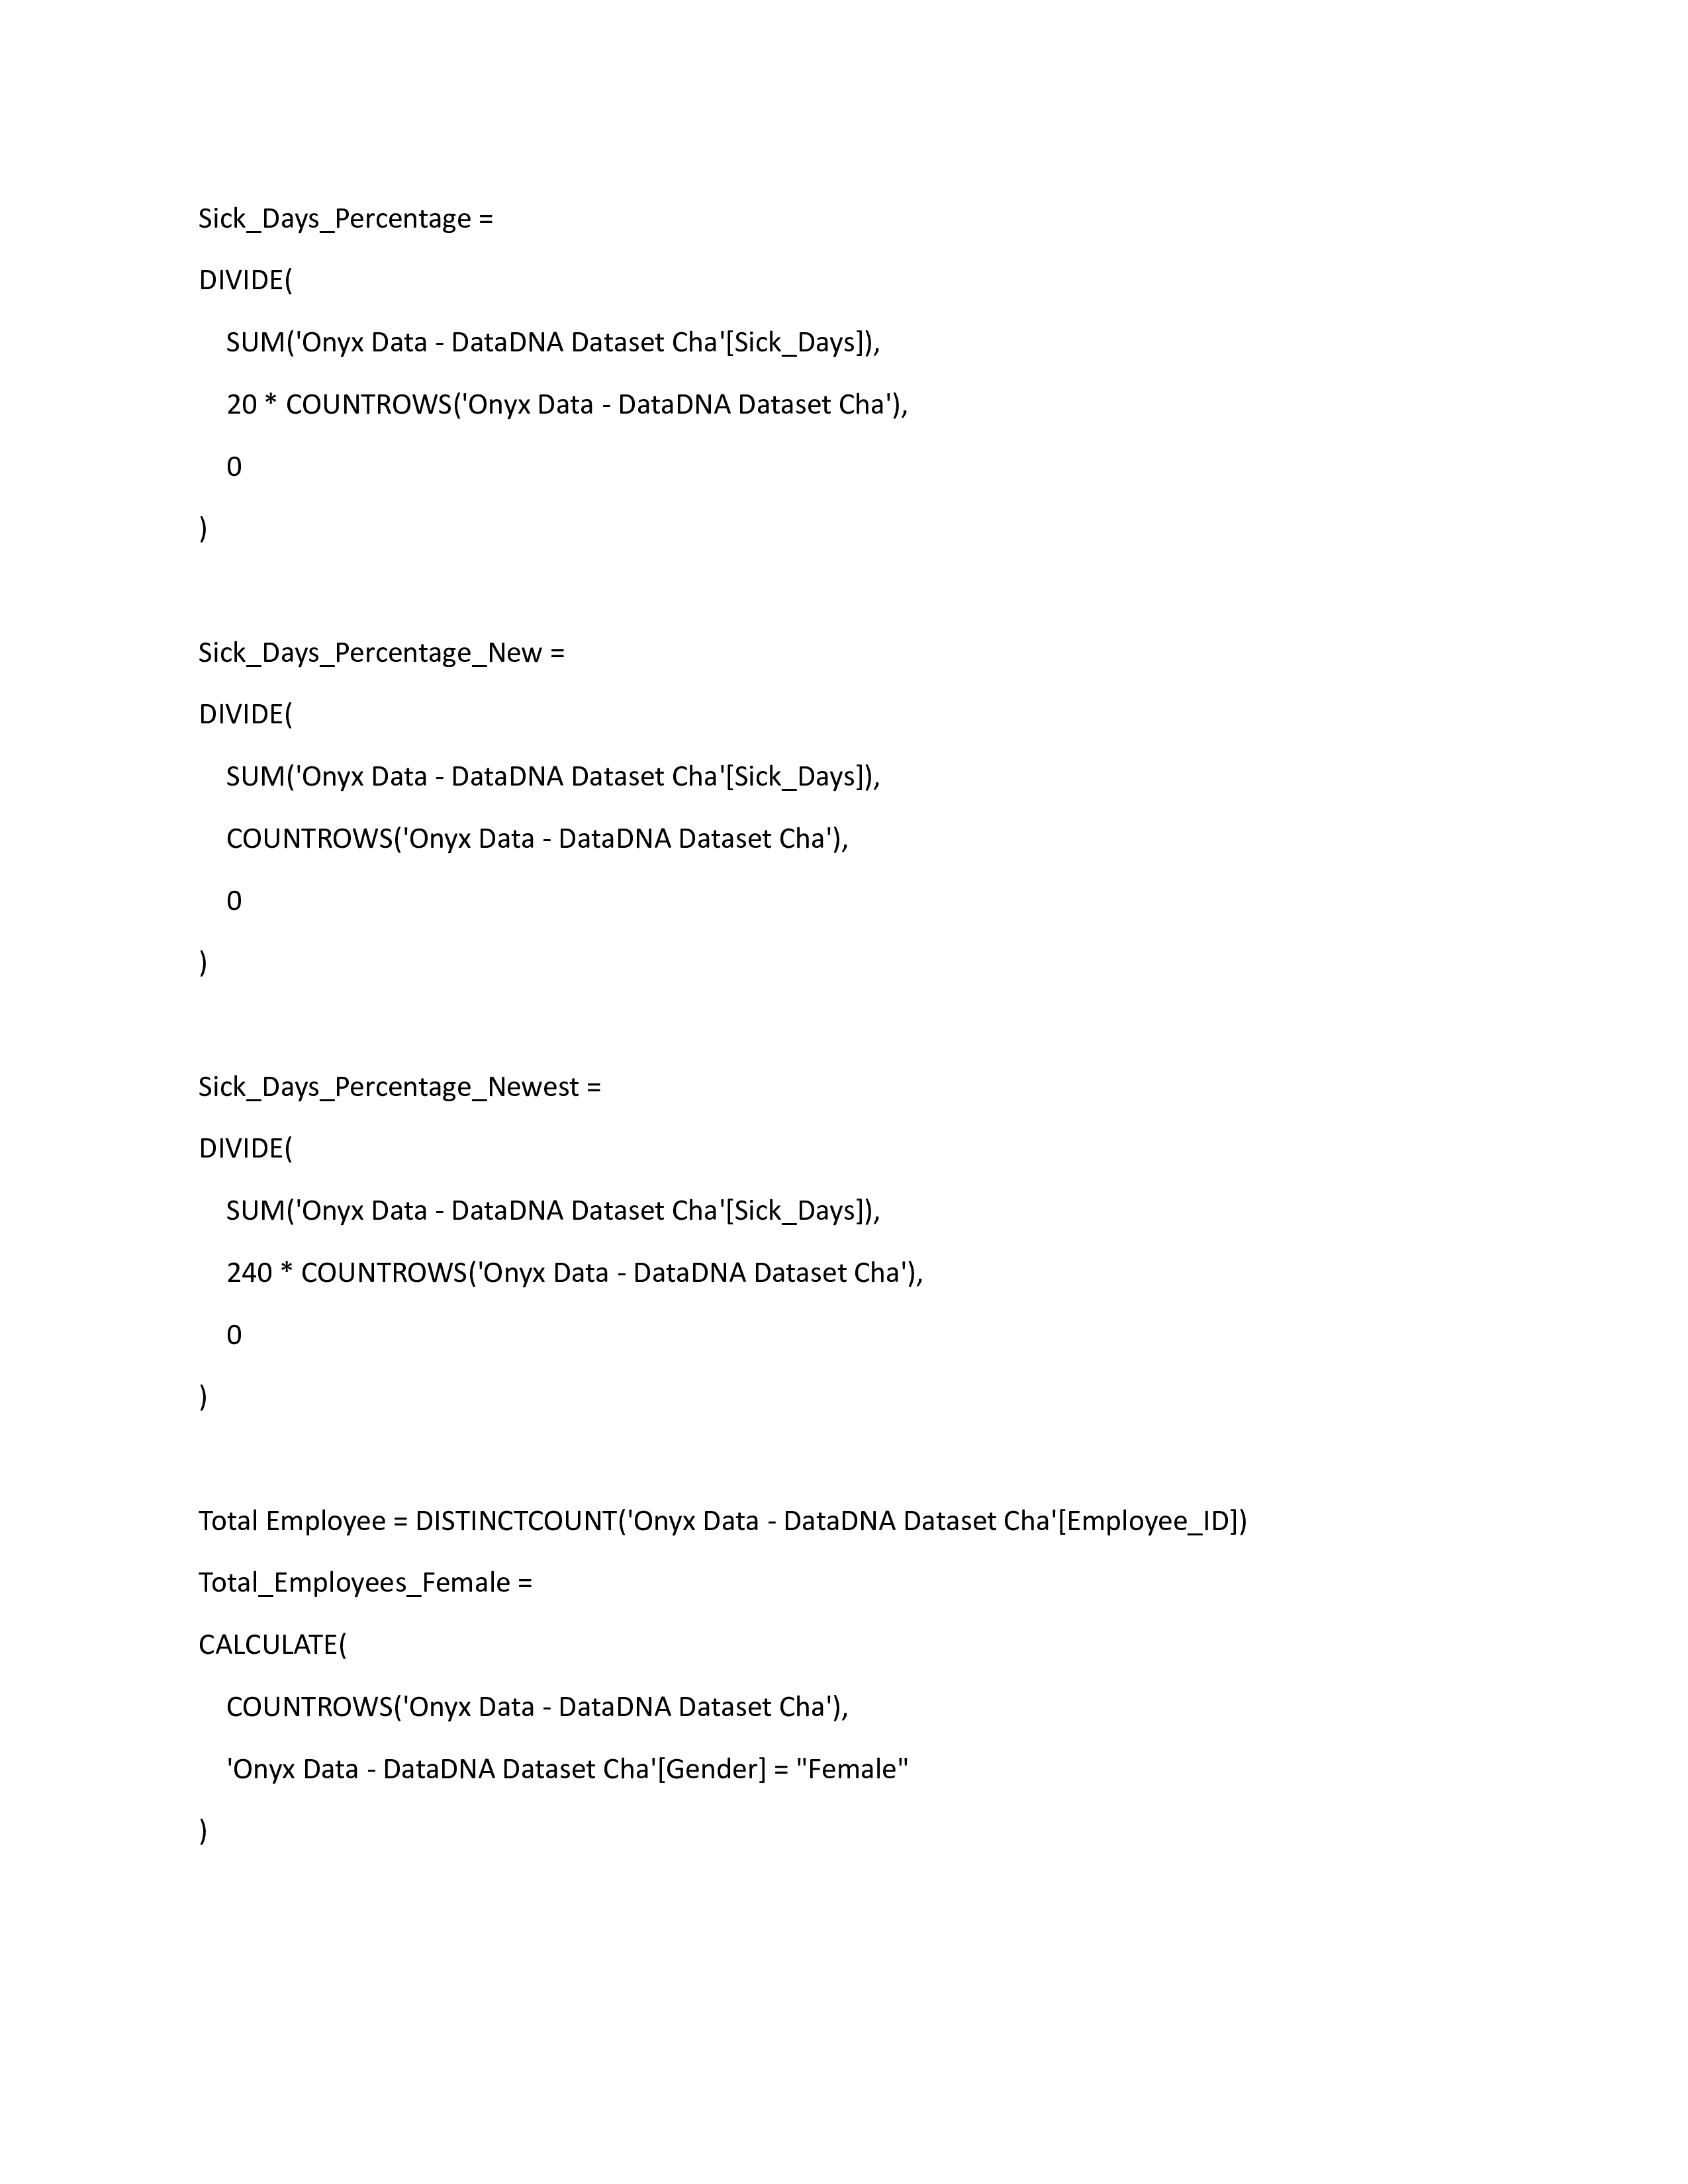 Sick_Days_Percentage =
DIVIDE(
SUM('Onyx Data - DataDNA Dataset Cha'[Sick_Days]),
20 * COUNTROWS('Onyx Data - DataDNA Dataset Cha'),
0
)
Sick_Days_Percentage_New =
DIVIDE(
SUM('Onyx Data - DataDNA Dataset Cha'[Sick_Days]),
COUNTROWS('Onyx Data - DataDNA Dataset Cha'),
0
)
Sick_Days_Percentage_Newest =
DIVIDE(
SUM('Onyx Data - DataDNA Dataset Cha'[Sick_Days]),
240 * COUNTROWS('Onyx Data - DataDNA Dataset Cha'),
0
)
Total Employee = DISTINCTCOUNT('Onyx Data - DataDNA Dataset Cha'[Employee_ID])
Total_Employees_Female =
CALCULATE(
COUNTROWS('Onyx Data - DataDNA Dataset Cha'),
'Onyx Data - DataDNA Dataset Cha'[Gender] = "Female"
)